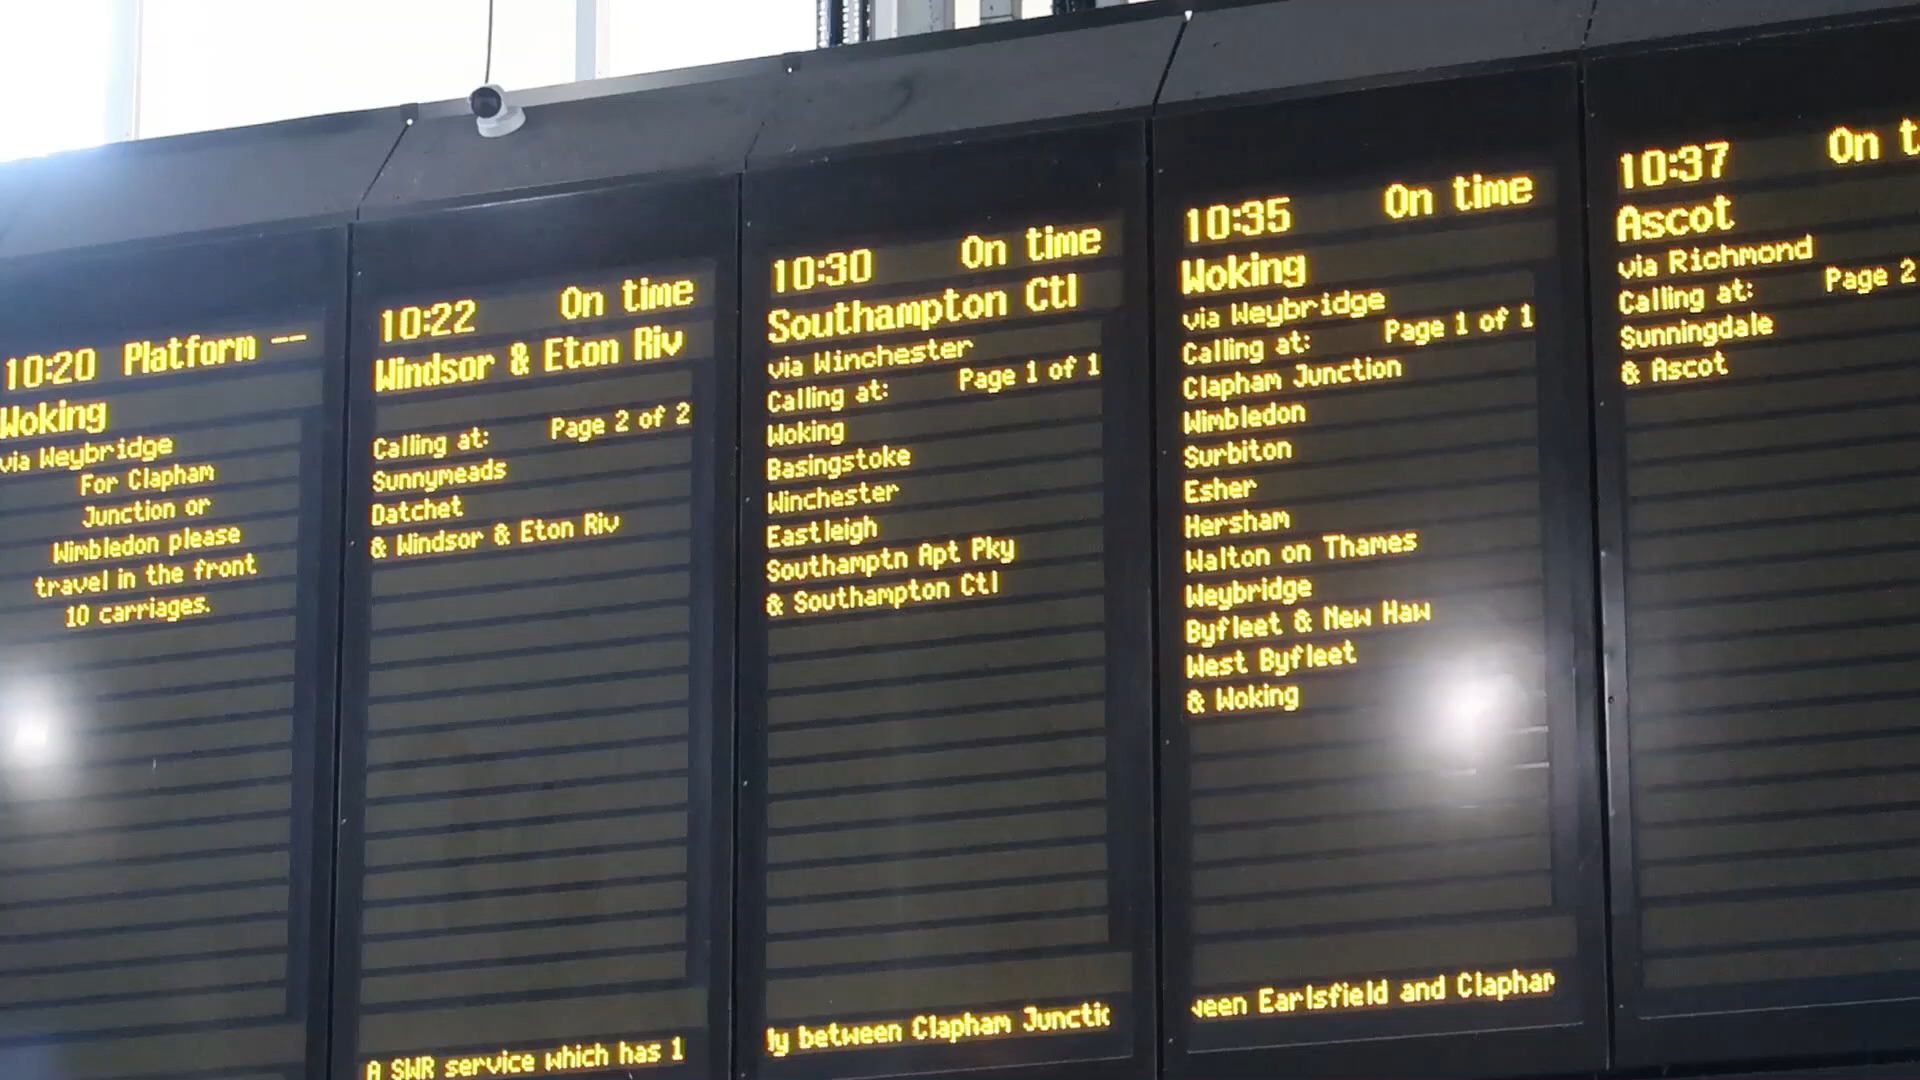 10:20 Platform --
Woking
via Weybridge
For Clapham
Junction or
Wimbledon please
travel in the front
10 carriages.
10:22 On time
Windsor & Eton Riv
Calling at: Page 2 of 2
Sunnymeads
Datchet
& Windsor & Eton Riv
A SWR service which has 1
10:30 On time
Southampton Ctl
via Winchester
Calling at: Page 1 of 1
Woking
Basingstoke
Winchester
Eastleigh
Southamptn Apt Pky
& Southampton Ctl
ly between Clapham Junctio
10:35 On time
Woking
via Weybridge
Calling at: Page 1 of 1
Clapham Junction
Wimbledon
Surbiton
Esher
Hersham
Walton on Thames
Weybridge
Byfleet & New Haw
West Byfleet
& Woking
ween Earlsfield and Clapham
10:37 On t
Ascot
via Richmond
Calling at: Page 2
Sunningdale
& Ascot